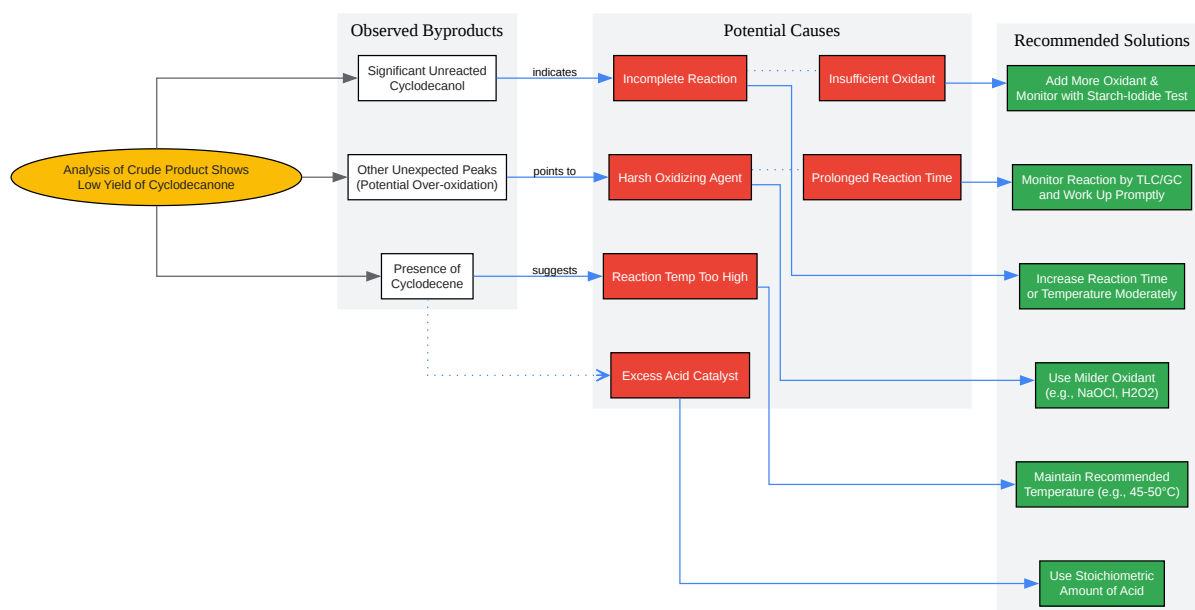 Observed Byproducts
Potential Causes
Recommended Solutions
Analysis of Crude Product Shows
Low Yield of Cyclodecanone
Significant Unreacted
Cyclodecanol
indicates
Incomplete Reaction
Insufficient Oxidant
Add More Oxidant &
Monitor with Starch-Iodide Test
Other Unexpected Peaks
(Potential Over-oxidation)
points to
Harsh Oxidizing Agent
Prolonged Reaction Time
Monitor Reaction by TLC/GC
and Work Up Promptly
Presence of
Cyclodecene
suggests
Reaction Temp Too High
Increase Reaction Time
or Temperature Moderately
Excess Acid Catalyst
Use Milder Oxidant
(e.g., NaOCl, H2O2)
Maintain Recommended
Temperature (e.g., 45-50°C)
Use Stoichiometric
Amount of Acid